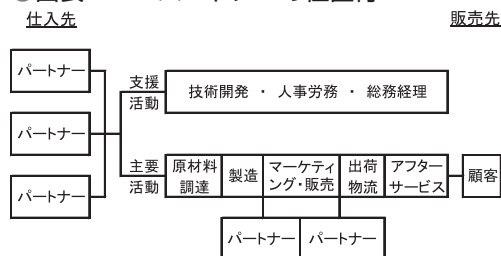 仕入先
販売先
パートナー
パートナー
パートナー
支援
活動
技術開発 ・ 人事労務 ・ 総務経理
主要
活動
原材料
調達
製造
マーケティ
ング・販売
出荷
物流
アフター
サービス
顧客
パートナー
パートナー